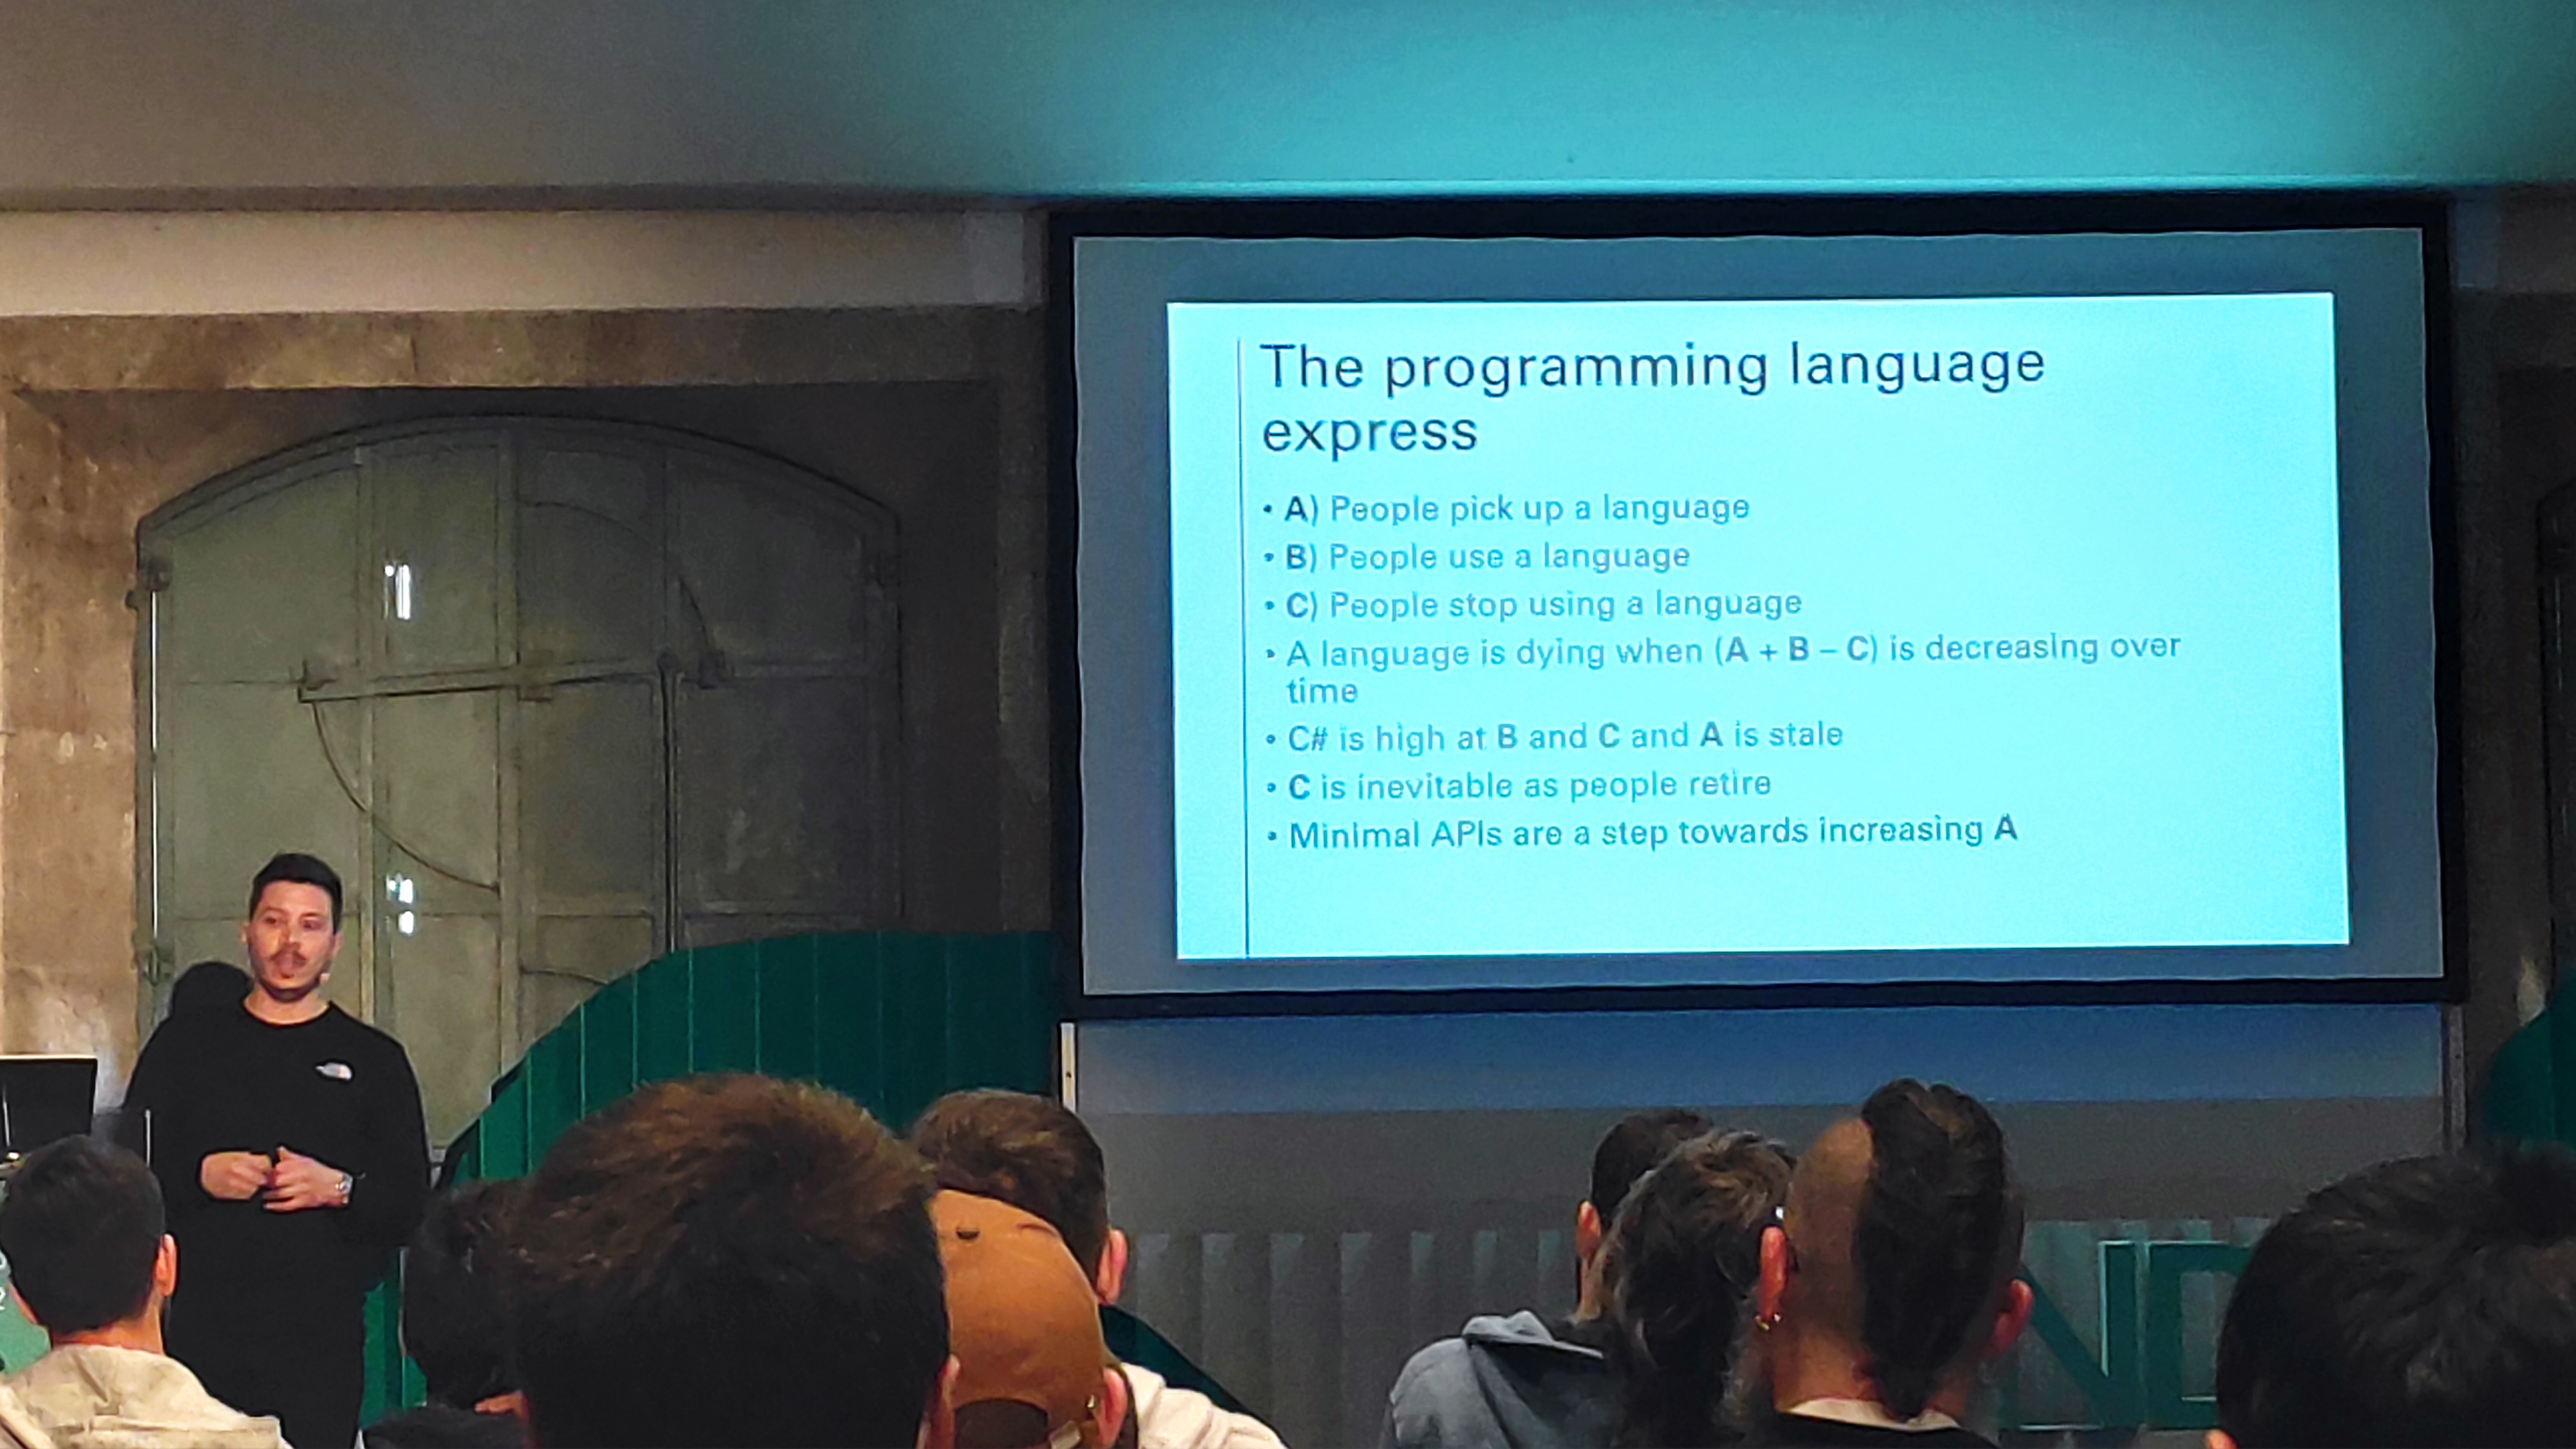 The programming language
express
• A) People pick up a language
• B) People use a language
• C) People stop using a language
• A language is dying when (A + B – C) is decreasing over
time
• C# is high at B and C and A is stale
• C is inevitable as people retire
• Minimal APIs are a step towards increasing A
ND